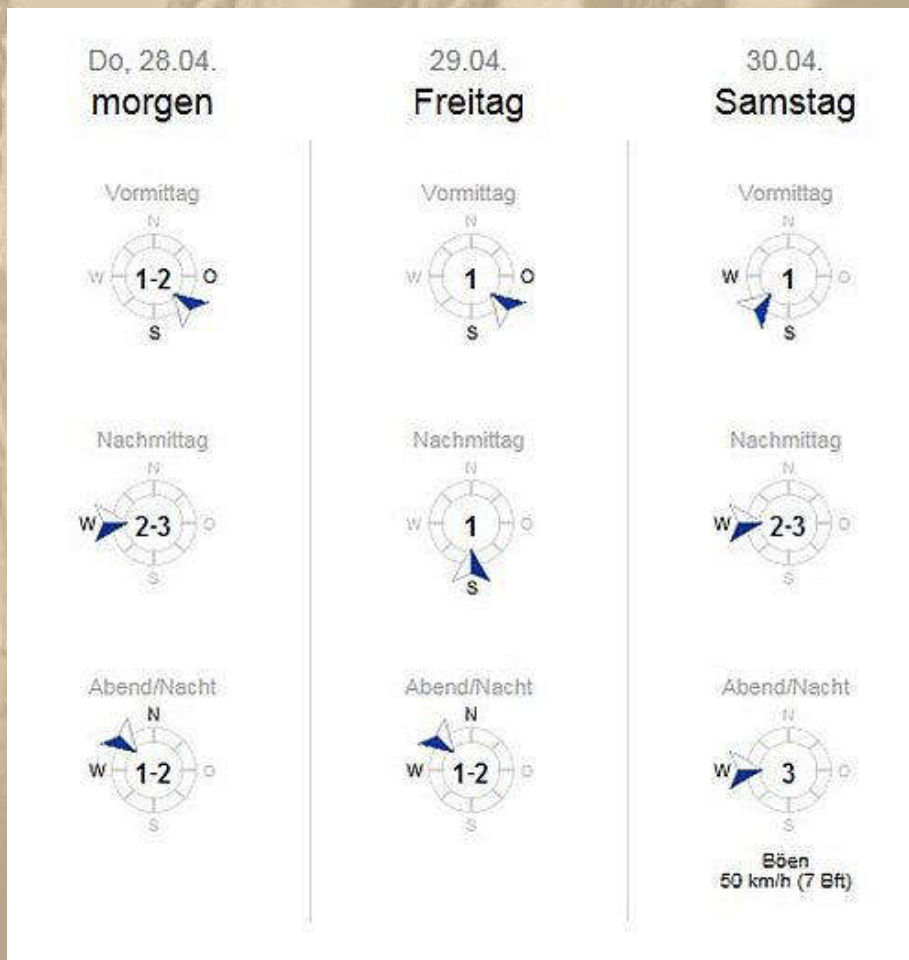 Do, 28.04.
morgen
Vormittag
N
W 1-2 O
S
Nachmittag
N
W 2-3 O
S
Abend/Nacht
N
W 1-2 O
S
29.04.
Freitag
Vormittag
N
W 1 O
S
Nachmittag
N
W 1 O
S
Abend/Nacht
N
W 1-2 O
S
30.04.
Samstag
Vormittag
N
W 1 O
S
Nachmittag
N
W 2-3 O
S
Abend/Nacht
N
W 3 O
S
Böen
50 km/h (7 Bft)